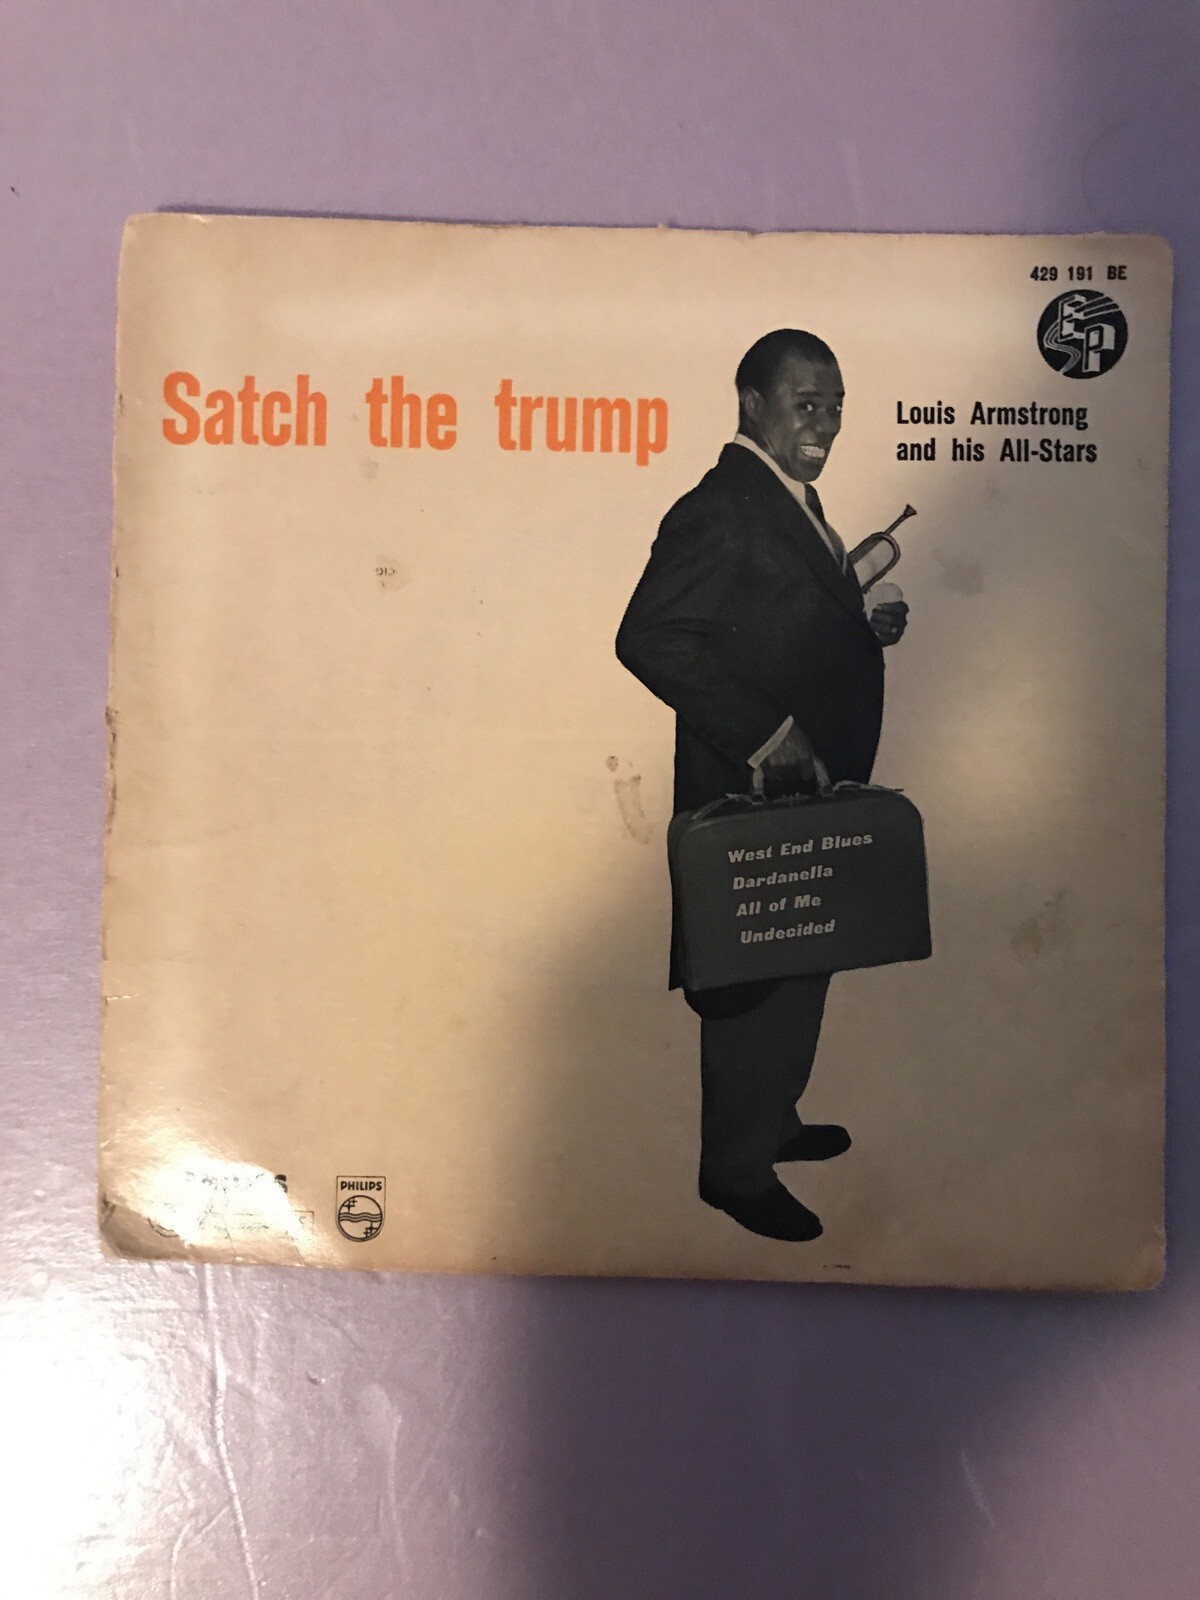 429 191 BE
EP
Satch the trump
Louis Armstrong
and his All-Stars
West End Blues
Dardanella
All of Me
Undecided
PHILIPS